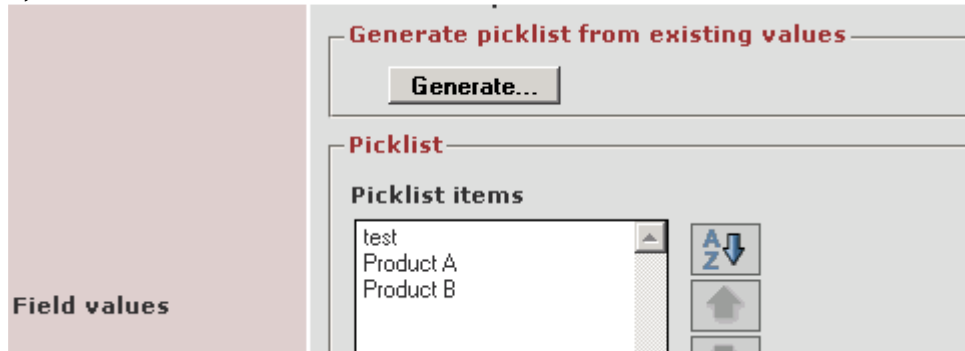 Generate picklist from existing values
Generate...
Picklist
Picklist items
test
Product A
Product B
A
Z
Field values